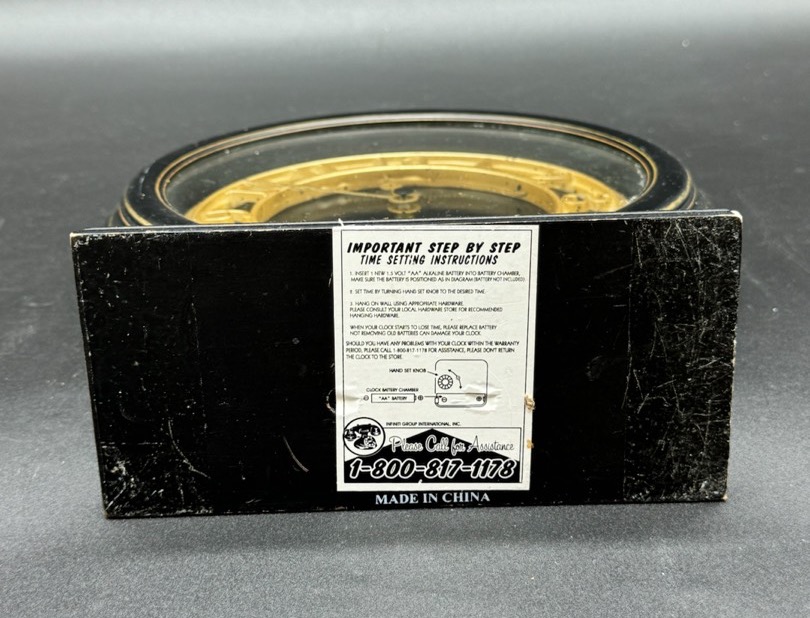 IMPORTANT STEP BY STEP
TIME SETTING INSTRUCTIONS
1. INSERT 1 NEW 1.5 VOLT "AA" ALKALINE BATTERY INTO BATTERY CHAMBER,
MAKE SURE THE BATTERY IS POSITIONED AS IN DIAGRAM (BATTERY NOT INCLUDED).
2. SET TIME BY TURNING HAND SET KNOB TO THE DESIRED TIME.
3. HANG ON WALL USING APPROPRIATE HARDWARE.
PLEASE CONSULT YOUR LOCAL HARDWARE STORE FOR RECOMMENDED
HANGING HARDWARE.
WHEN YOUR CLOCK STARTS TO LOSE TIME, PLEASE REPLACE BATTERY
NOT REMOVING OLD BATTERIES CAN DAMAGE YOUR CLOCK.
SHOULD YOU HAVE ANY PROBLEMS WITH YOUR CLOCK WITHIN THE WARRANTY
PERIOD, PLEASE CALL 1-800-817-1178 FOR ASSISTANCE, PLEASE DON'T RETURN
THE CLOCK TO THE STORE.
HAND SET KNOB
CLOCK BATTERY CHAMBER
"AA" BATTERY
INFINITI GROUP INTERNATIONAL, INC.
Please Call for Assistance
1-800-817-1178
MADE IN CHINA